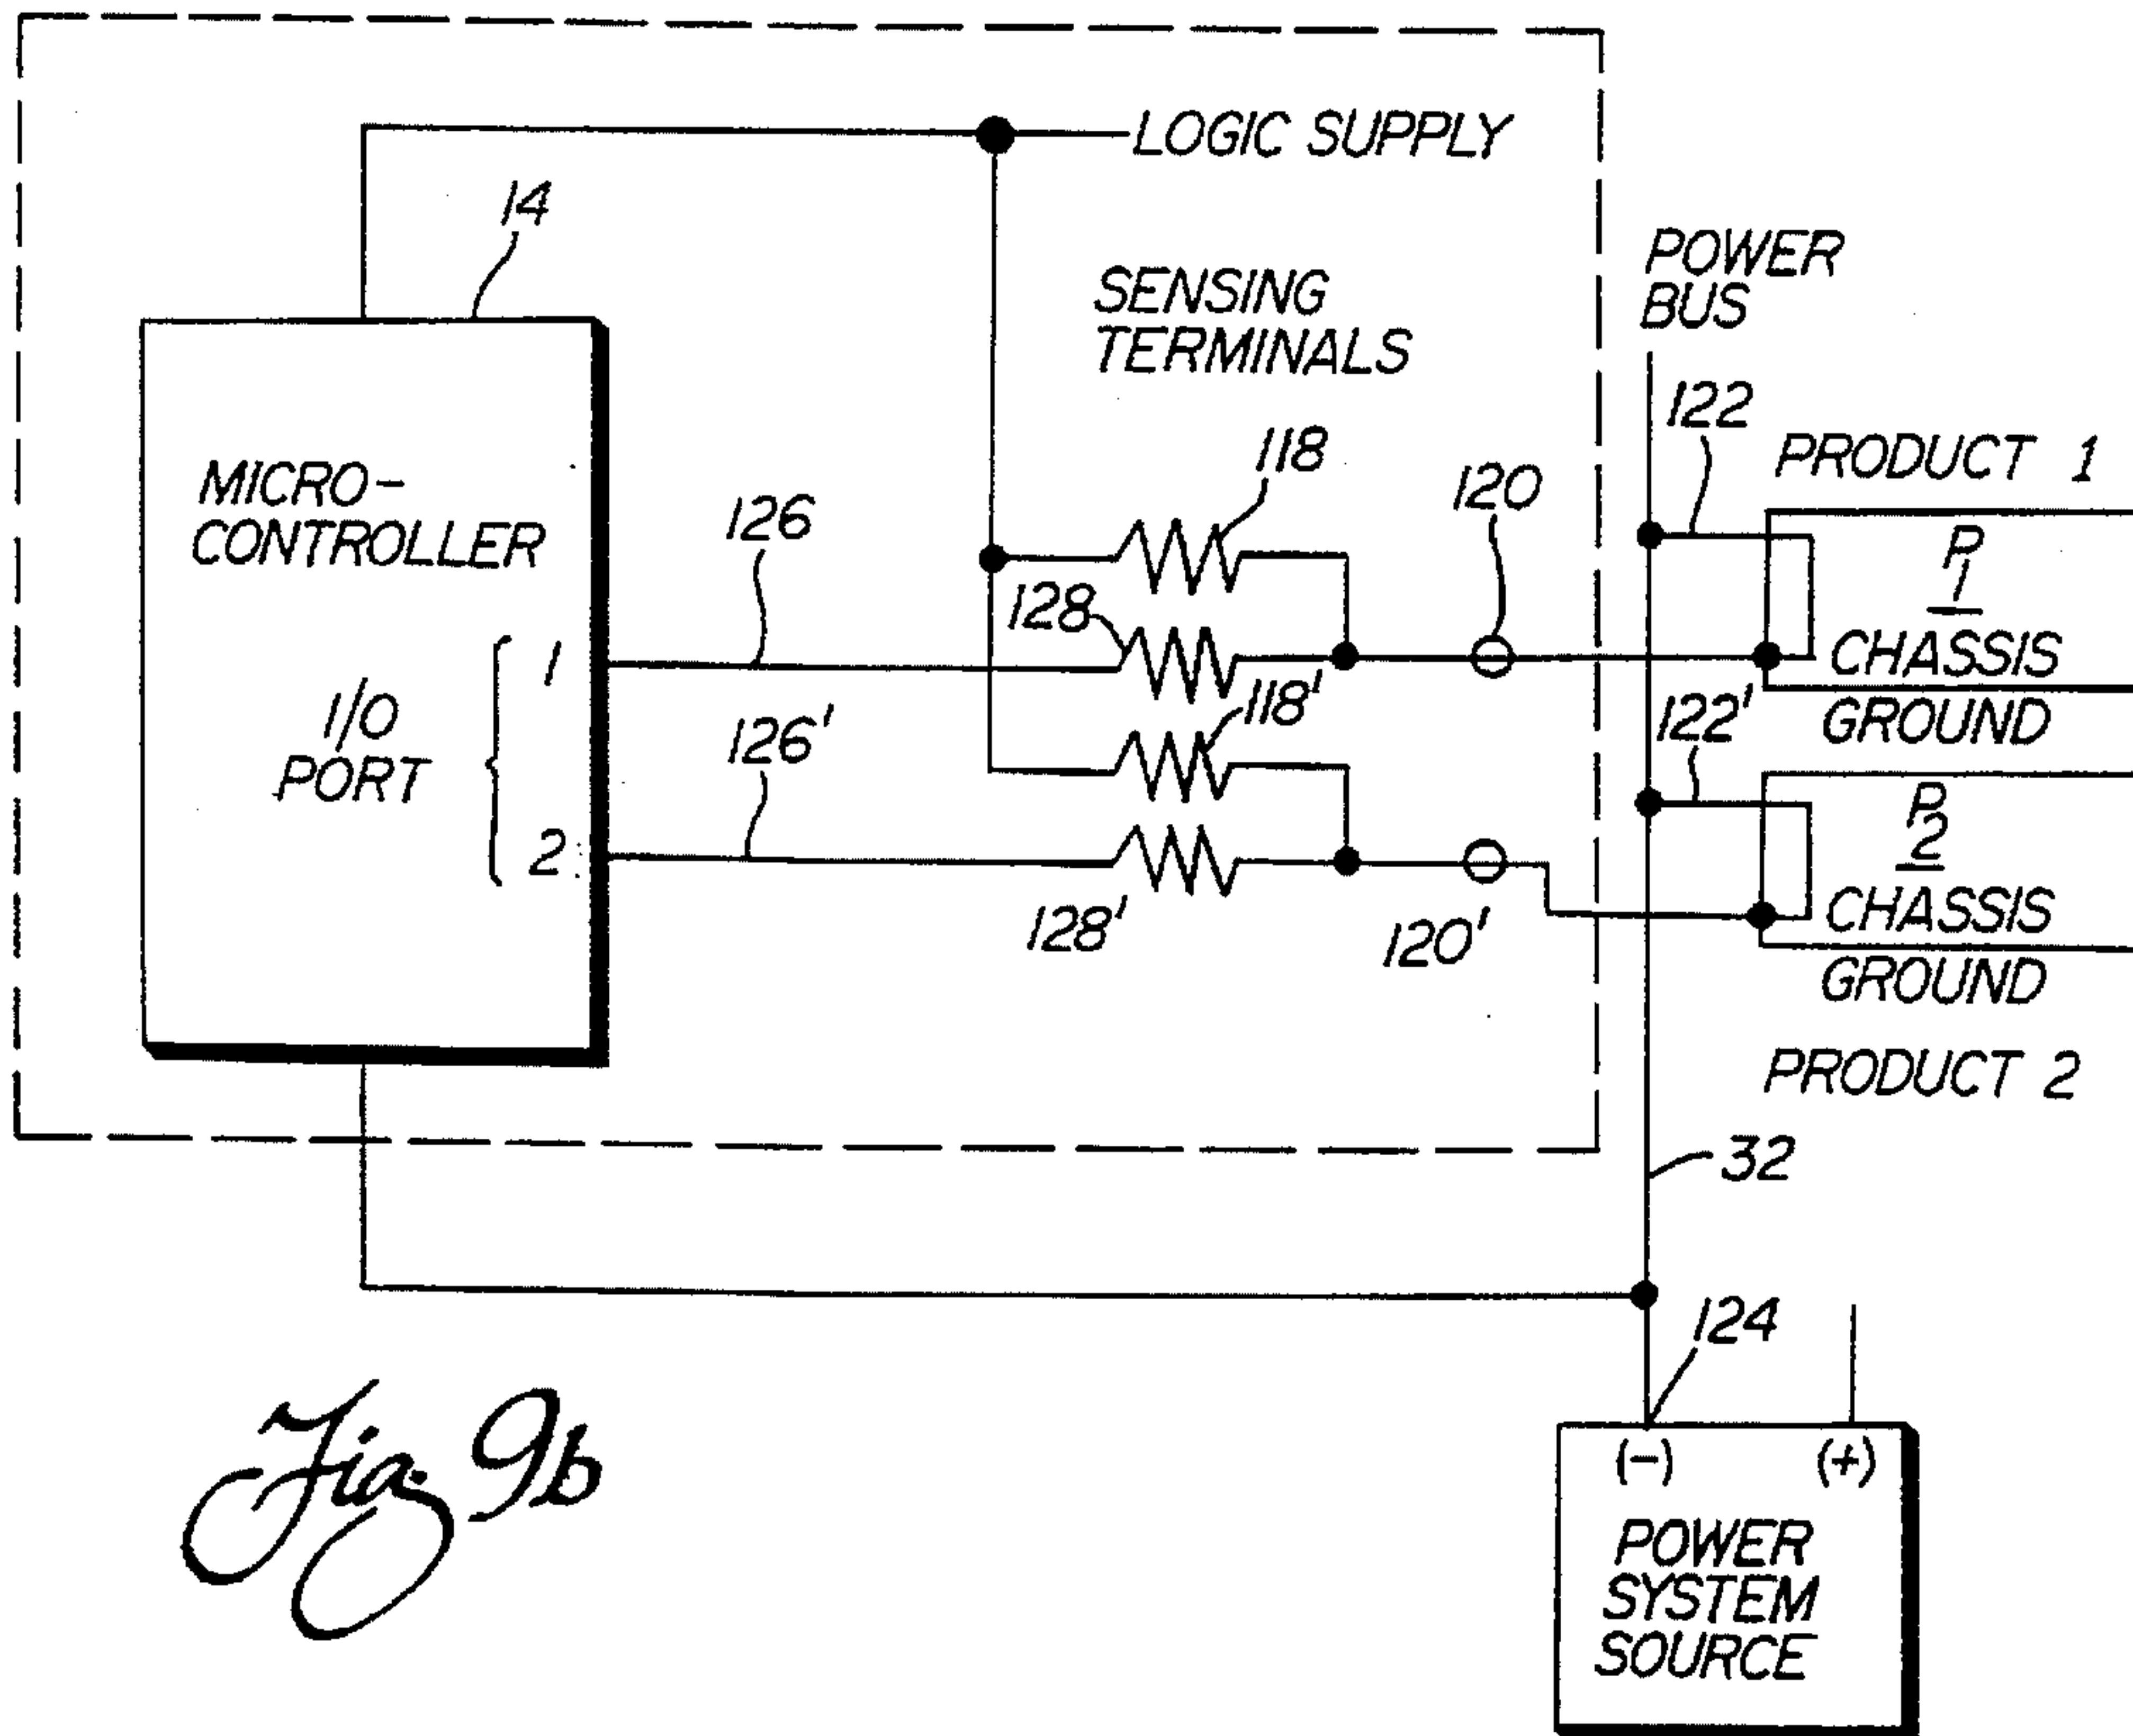 LOGIC SUPPLY
14
POWER
BUS
SENSING
TERMINALS
122
PRODUCT 1
118
120
MICRO-
CONTROLLER
126
P
1
128
CHASSIS
GROUND
1
I/O
PORT
118'
122'
126'
P
2
2
CHASSIS
GROUND
128'
120'
PRODUCT 2
32
124
(-)
(+)
POWER
SYSTEM
SOURCE
Fig. 9b